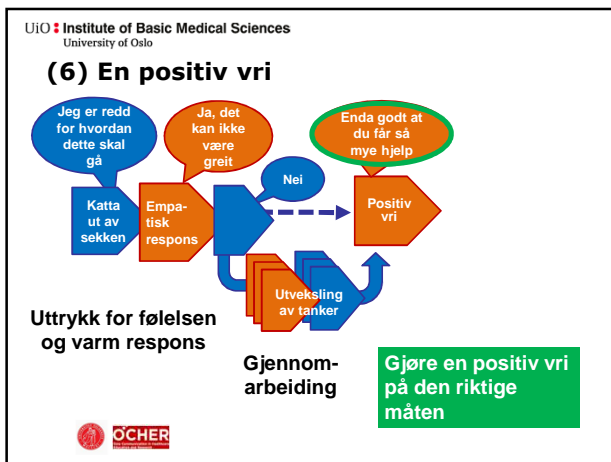 UiO : Institute of Basic Medical Sciences
University of Oslo
(6) En positiv vri
Jeg er redd
for hvordan
dette skal
gå
Ja, det
kan ikke
være
greit
Nei
Enda godt at
du får så
mye hjelp
Katta
ut av
sekken
Empa-
tisk
respons
Positiv
vri
Utveksling
av tanker
Uttrykk for følelsen
og varm respons
Gjennom-
arbeiding
Gjøre en positiv vri
på den riktige
måten
OCHER